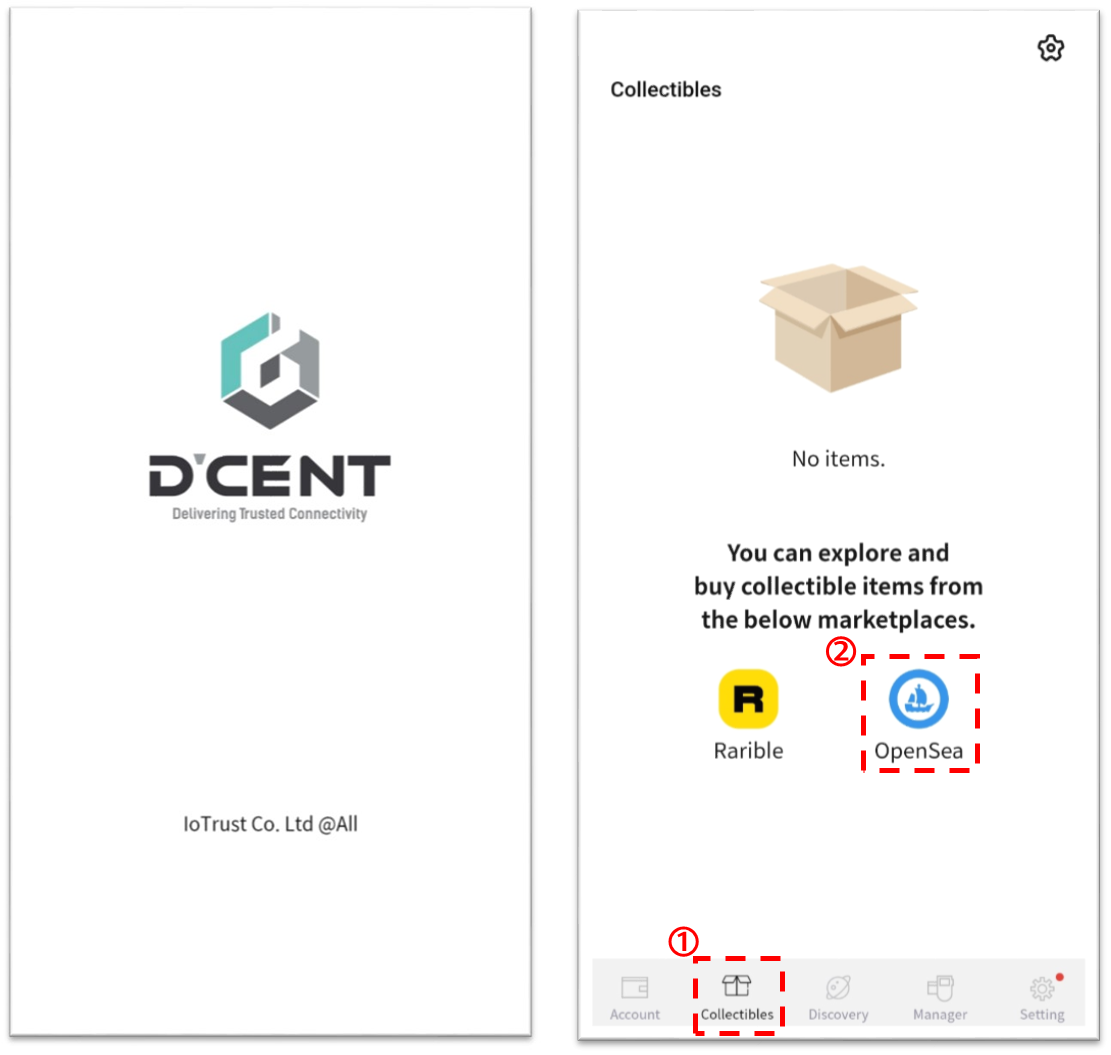 D'CENT
Delivering Trusted Connectivity
IoTrust Co. Ltd @All
Collectibles
No items.
You can explore and
buy collectible items from
the below marketplaces.
②
R
Rarible
OpenSea
①
Account
Collectibles
Discovery
Manager
Setting